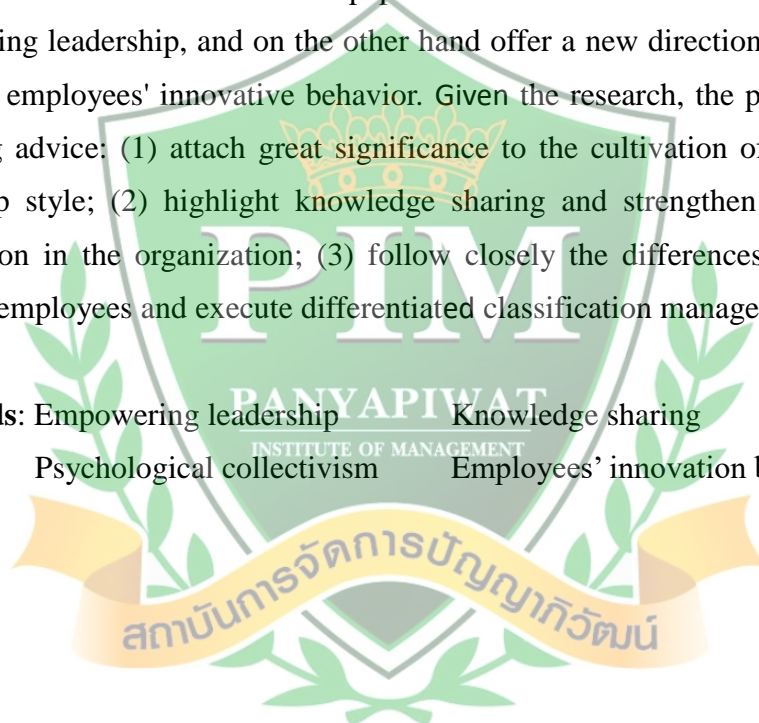 ing leadership, and on the other hand offer a new direction
employees' innovative behavior. Given the research, the p
g advice: (1) attach great significance to the cultivation of
p style; (2) highlight knowledge sharing and strengthen
on in the organization; (3) follow closely the differences
employees and execute differentiated classification manage
PIM
ds: Empowering leadership Knowledge sharing
PANYAPIWAT
INSTITUTE OF MANAGEMENT
Psychological collectivism Employees' innovation b
สถาบันการจัดการปัญญาภิวัฒน์